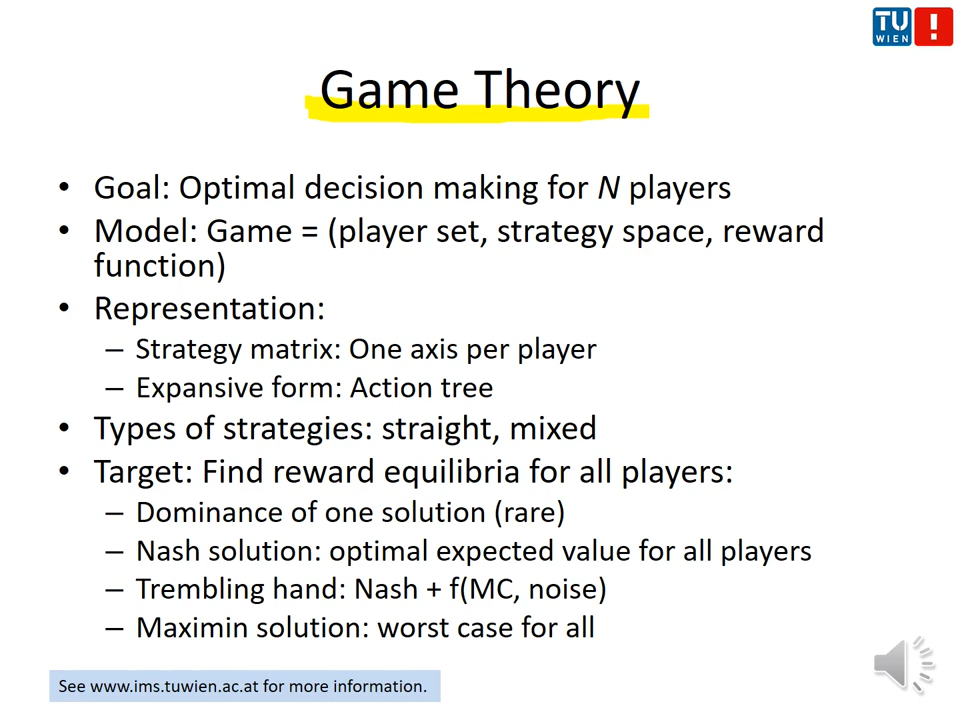 TU
WIEN
!
Game Theory
• Goal: Optimal decision making for N players
• Model: Game = (player set, strategy space, reward
function)
• Representation:
– Strategy matrix: One axis per player
– Expansive form: Action tree
• Types of strategies: straight, mixed
• Target: Find reward equilibria for all players:
– Dominance of one solution (rare)
– Nash solution: optimal expected value for all players
– Trembling hand: Nash + f(MC, noise)
– Maximin solution: worst case for all
See www.ims.tuwien.ac.at for more information.